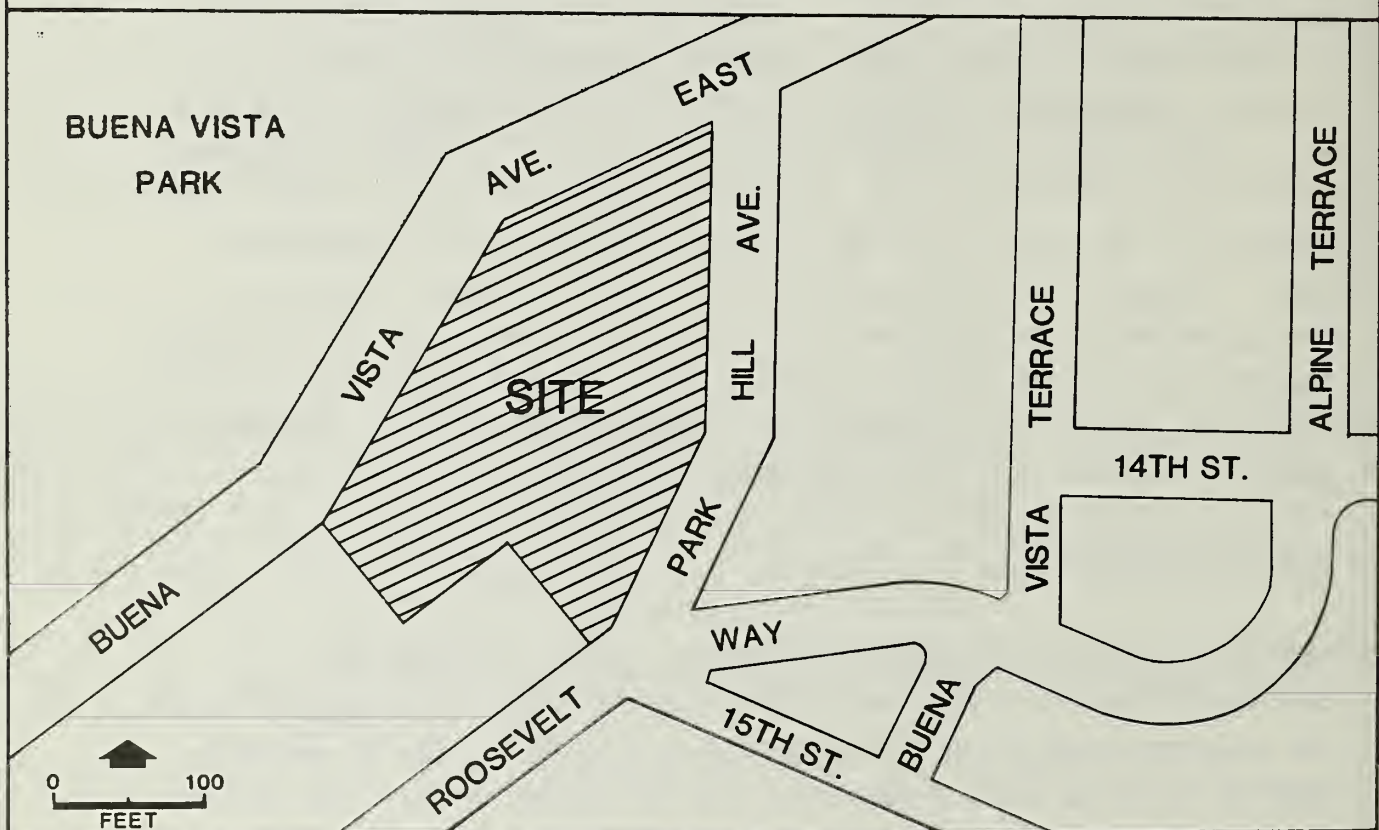 BUENA VISTA
PARK
BUENA VISTA AVE. EAST
SITE
PARK HILL AVE.
BUENA VISTA TERRACE
ALPINE TERRACE
14TH ST.
ROOSEVELT WAY
15TH ST.
0 100
FEET